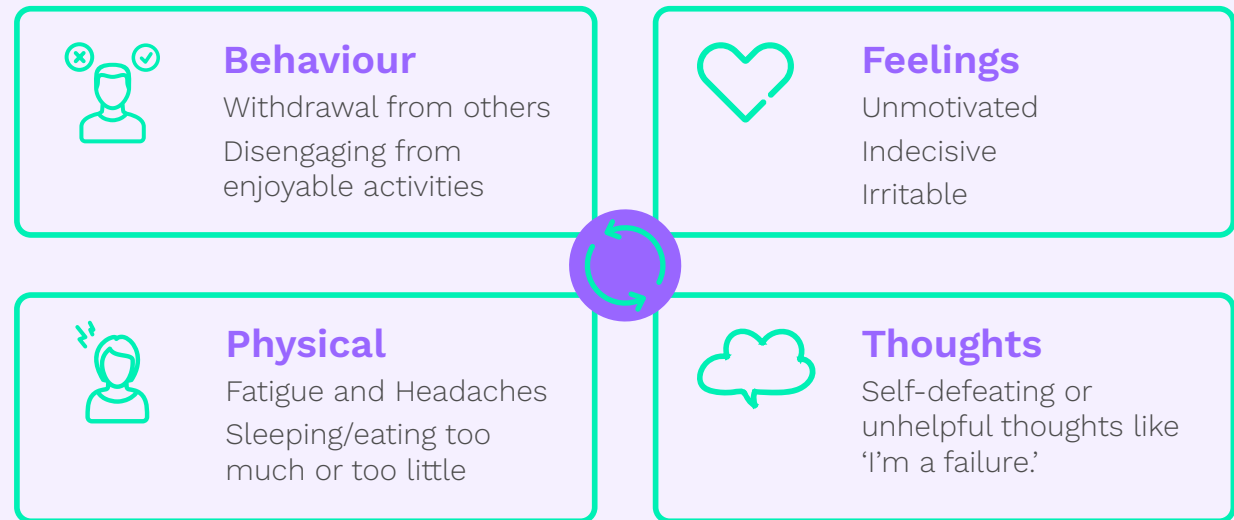 Behaviour
Withdrawal from others
Disengaging from
enjoyable activities
Feelings
Unmotivated
Indecisive
Irritable
Physical
Fatigue and Headaches
Sleeping/eating too
much or too little
Thoughts
Self-defeating or
unhelpful thoughts like
‘I’m a failure.’